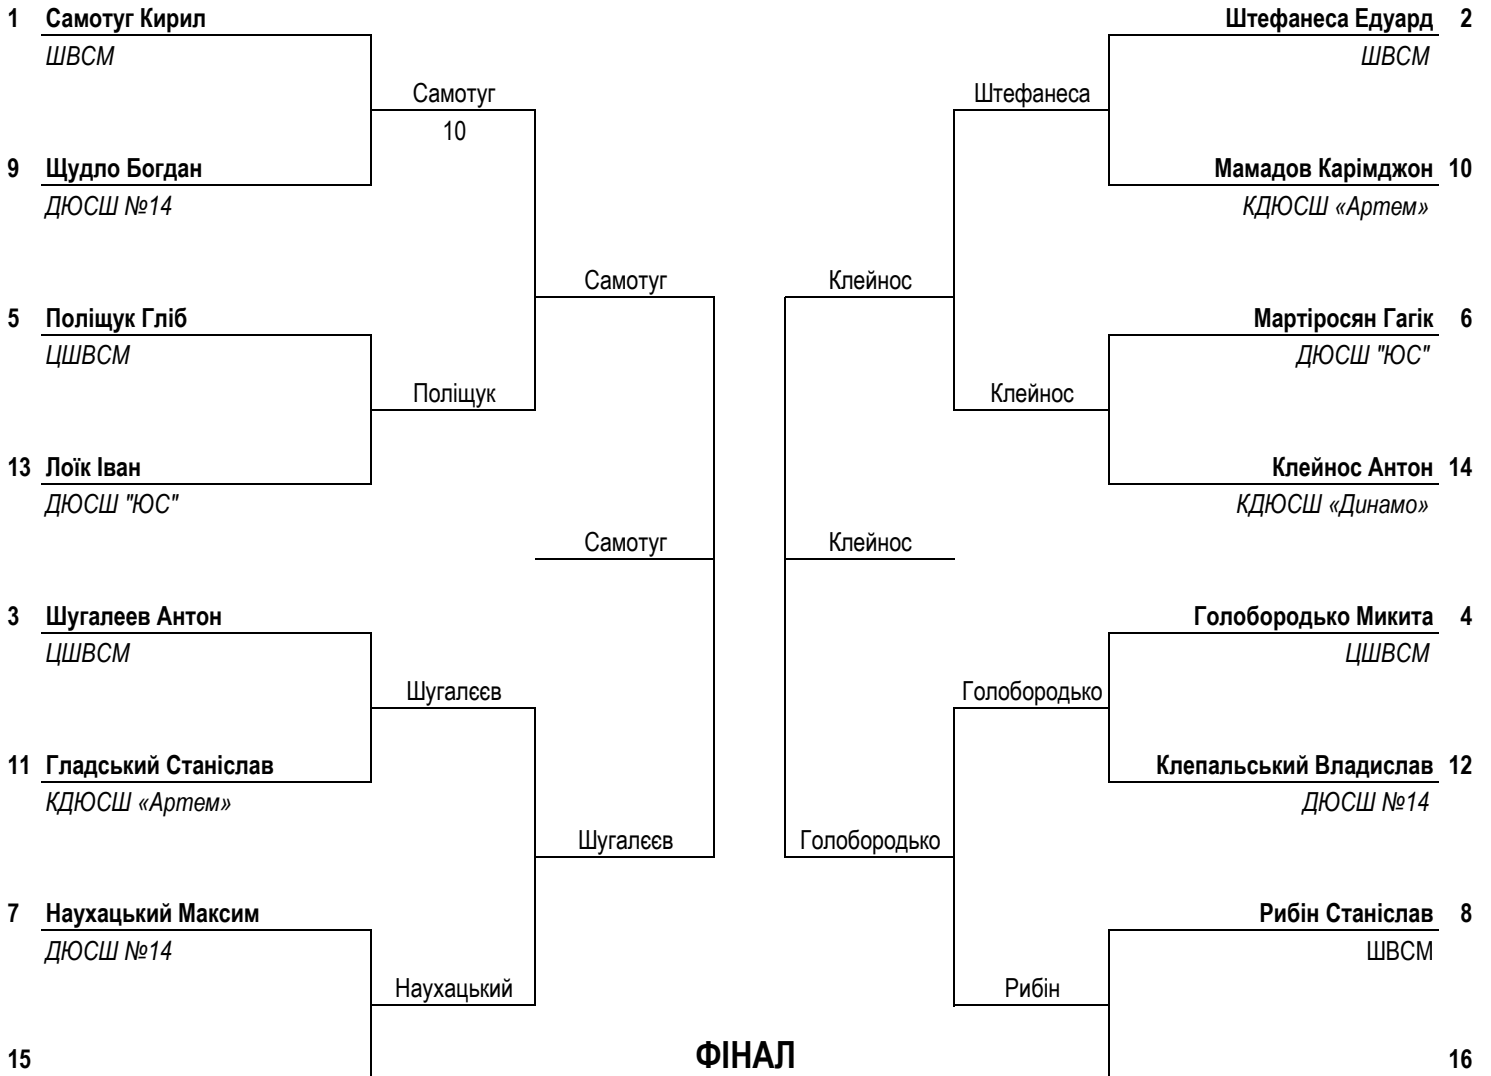 1 Самотуг Кирил
Штефанеса Едуард 2
ШВСМ
ШВСМ
Самотуг
Штефанеса
10
9 Щудло Богдан
Мамадов Карімджон 10
ДЮСШ №14
КДЮСШ «Артем»
Самотуг
Клейнос
5 Поліщук Гліб
Мартіросян Гагік 6
ЦШВСМ
ДЮСШ "ЮС"
Поліщук
Клейнос
13 Лоїк Іван
Клейнос Антон 14
ДЮСШ "ЮС"
КДЮСШ «Динамо»
Самотуг
Клейнос
3 Шугалеев Антон
Голобородько Микита 4
ЦШВСМ
ЦШВСМ
Шугалєєв
Голобородько
11 Гладський Станіслав
Клепальський Владислав 12
КДЮСШ «Артем»
ДЮСШ №14
Шугалєєв
Голобородько
7 Наухацький Максим
Рибін Станіслав 8
ДЮСШ №14
ШВСМ
Наухацький
Рибін
15
ФІНАЛ
16